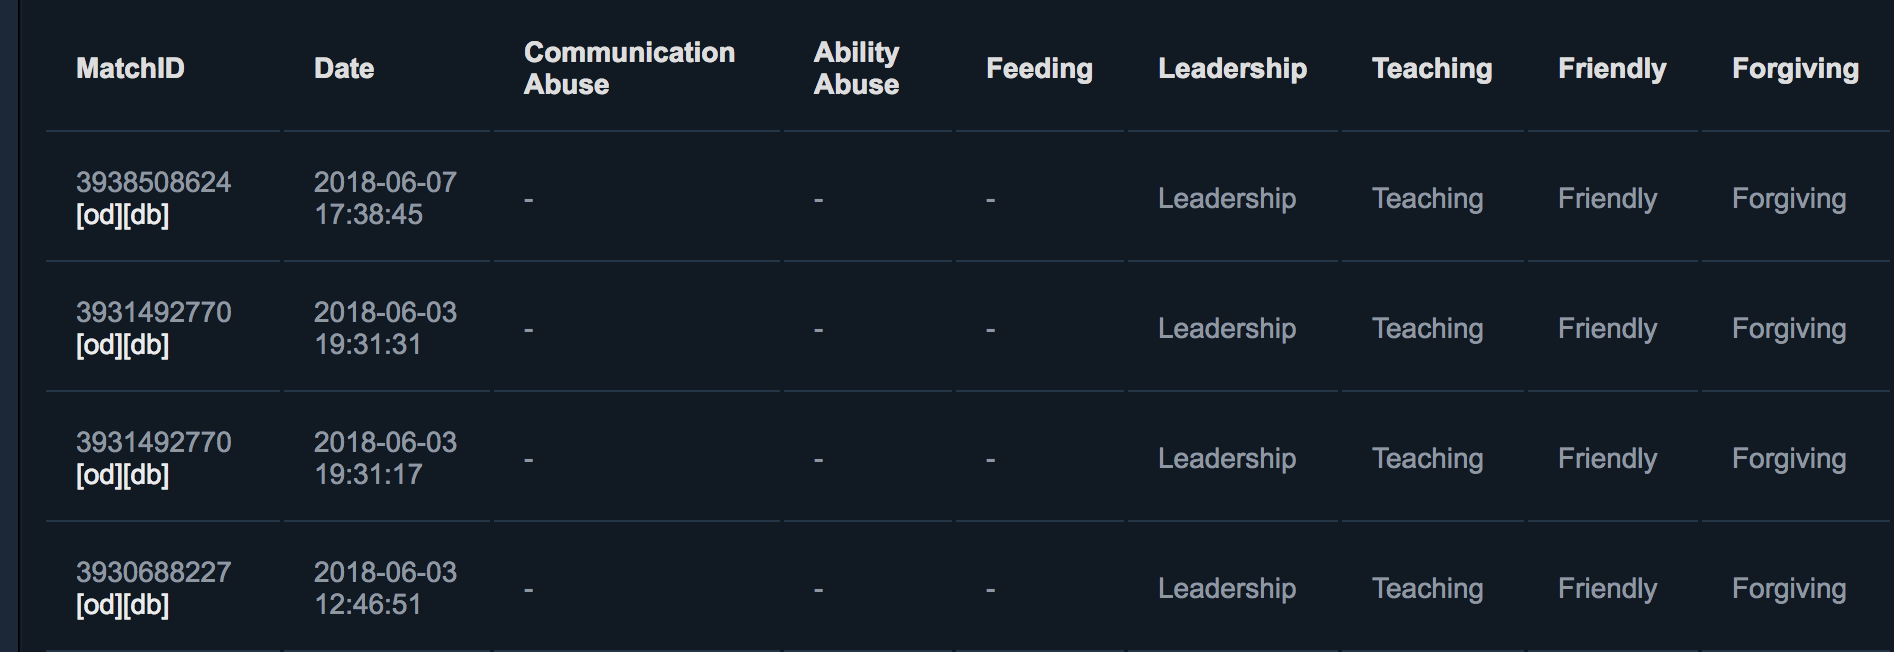 MatchID Date Communication Abuse Ability Abuse Feeding Leadership Teaching Friendly Forgiving
3938508624 2018-06-07 - - - Leadership Teaching Friendly Forgiving
[od][db] 17:38:45
3931492770 2018-06-03 - - - Leadership Teaching Friendly Forgiving
[od][db] 19:31:31
3931492770 2018-06-03 - - - Leadership Teaching Friendly Forgiving
[od][db] 19:31:17
3930688227 2018-06-03 - - - Leadership Teaching Friendly Forgiving
[od][db] 12:46:51